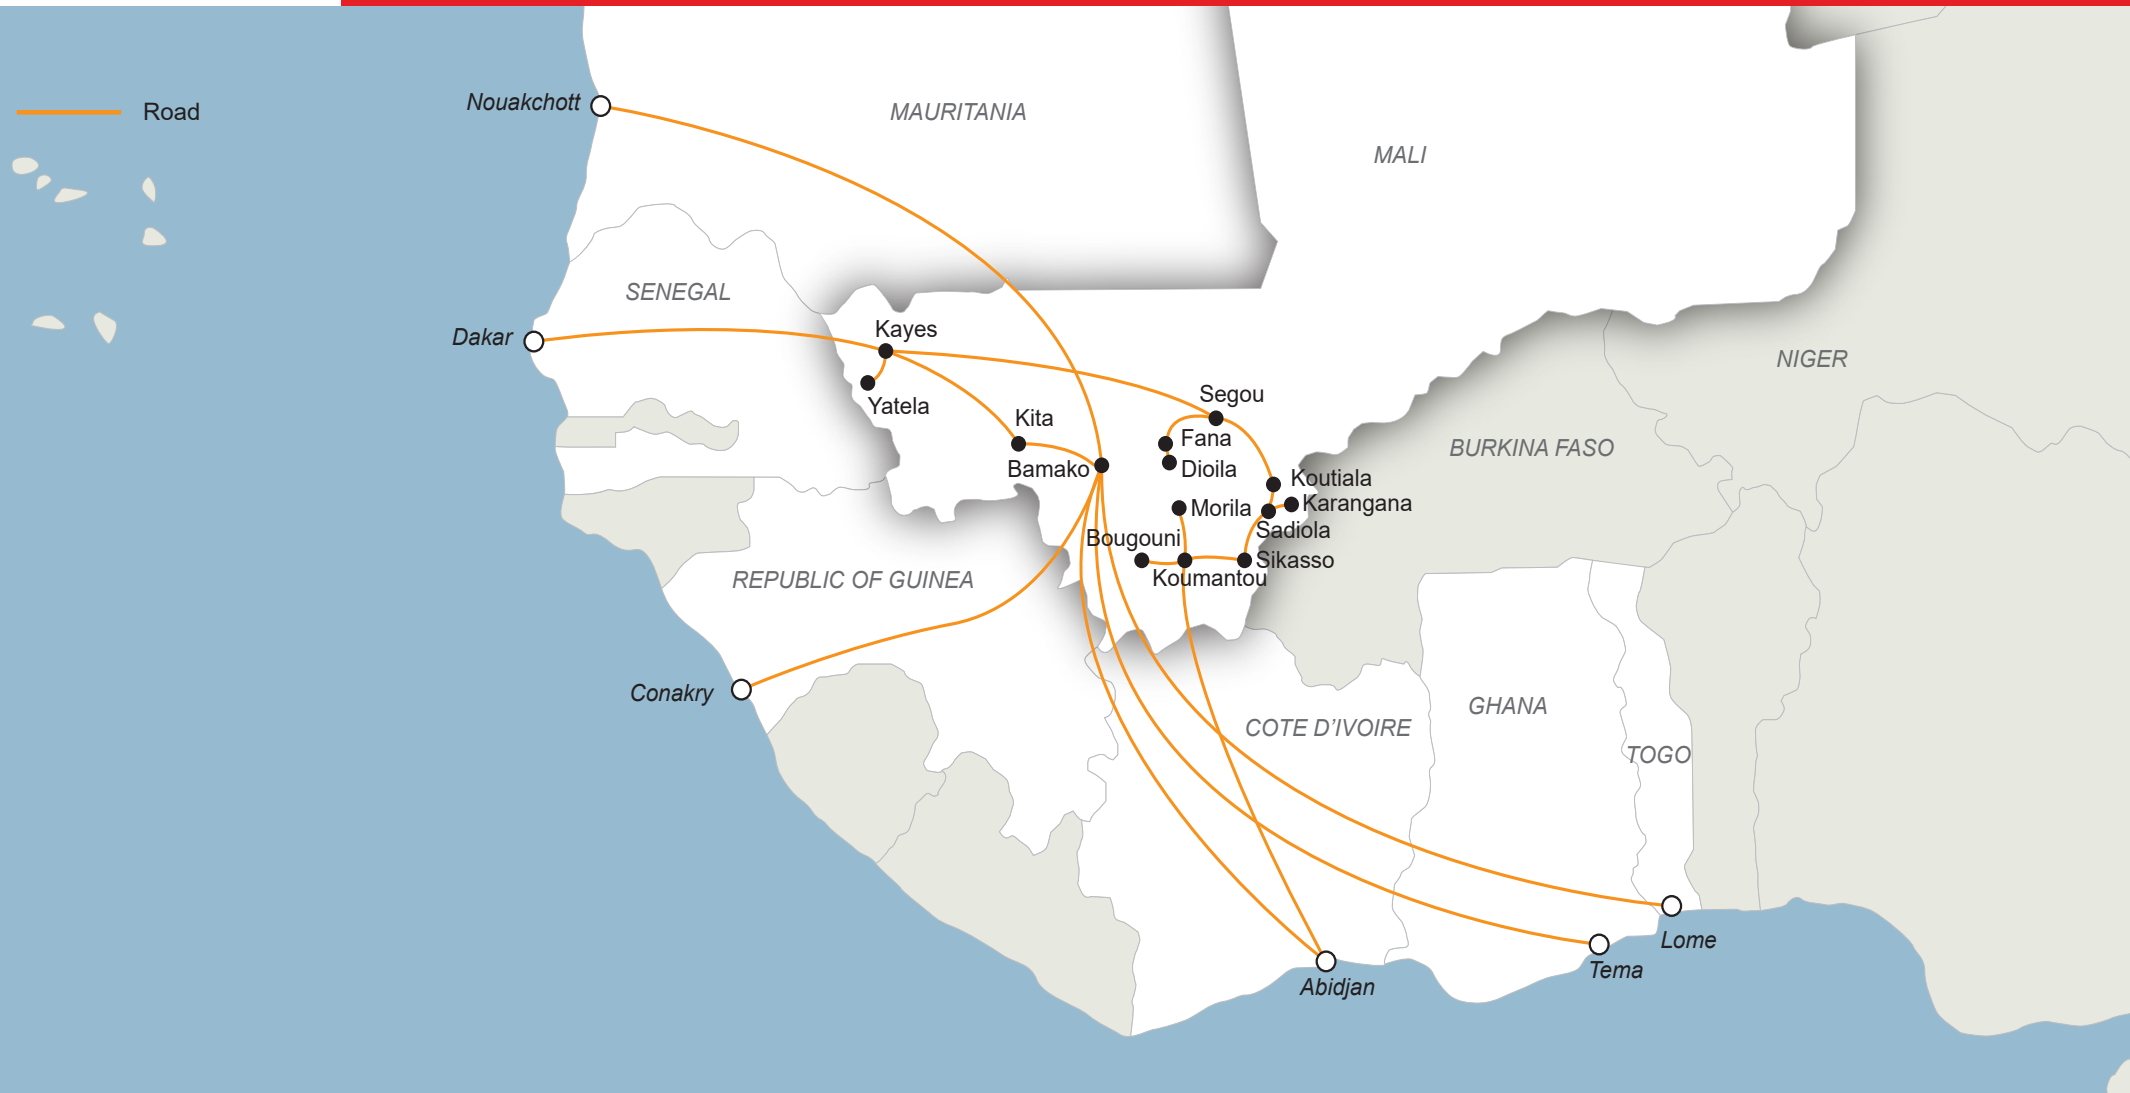 Nouakchott
Road
MAURITANIA
MALI
SENEGAL
Dakar
Kayes
NIGER
Yatela
Segou
Kita
Fana
BURKINA FASO
Bamako
Dioila
Koutiala
Morila
Karangana
Sadiola
Bougouni
Sikasso
Koumantou
REPUBLIC OF GUINEA
Conakry
GHANA
COTE D’IVOIRE
TOGO
Lome
Tema
Abidjan